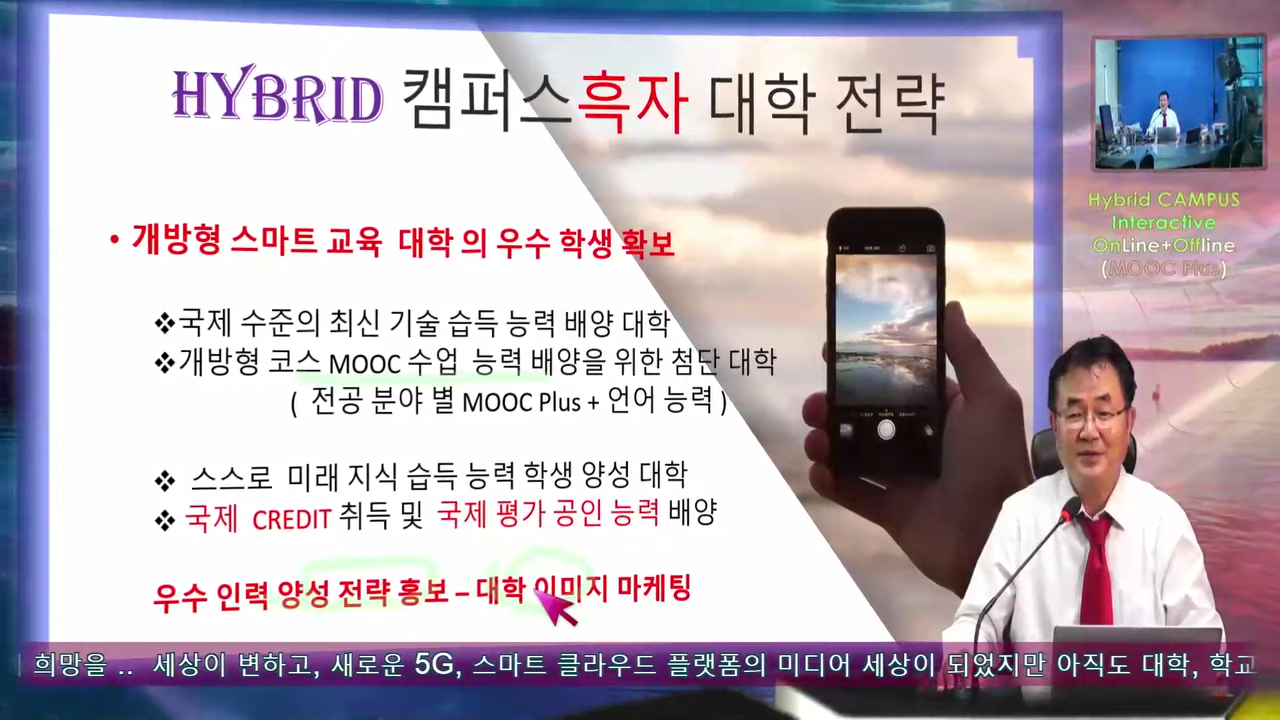 HYBRID 캠퍼스흑자 대학 전략
• 개방형 스마트 교육 대학 의 우수 학생 확보
❖국제 수준의 최신 기술 습득 능력 배양 대학
❖개방형 코스 MOOC 수업 능력 배양을 위한 첨단 대학
( 전공 분야 별 MOOC Plus + 언어 능력 )
❖ 스스로 미래 지식 습득 능력 학생 양성 대학
❖ 국제 CREDIT 취득 및 국제 평가 공인 능력 배양
우수 인력 양성 전략 홍보 – 대학 이미지 마케팅
Hybrid CAMPUS
Interactive
OnLine+Offline
(MOOC Plus)
희망을 .. 세상이 변하고, 새로운 5G, 스마트 클라우드 플랫폼의 미디어 세상이 되었지만 아직도 대학, 학교